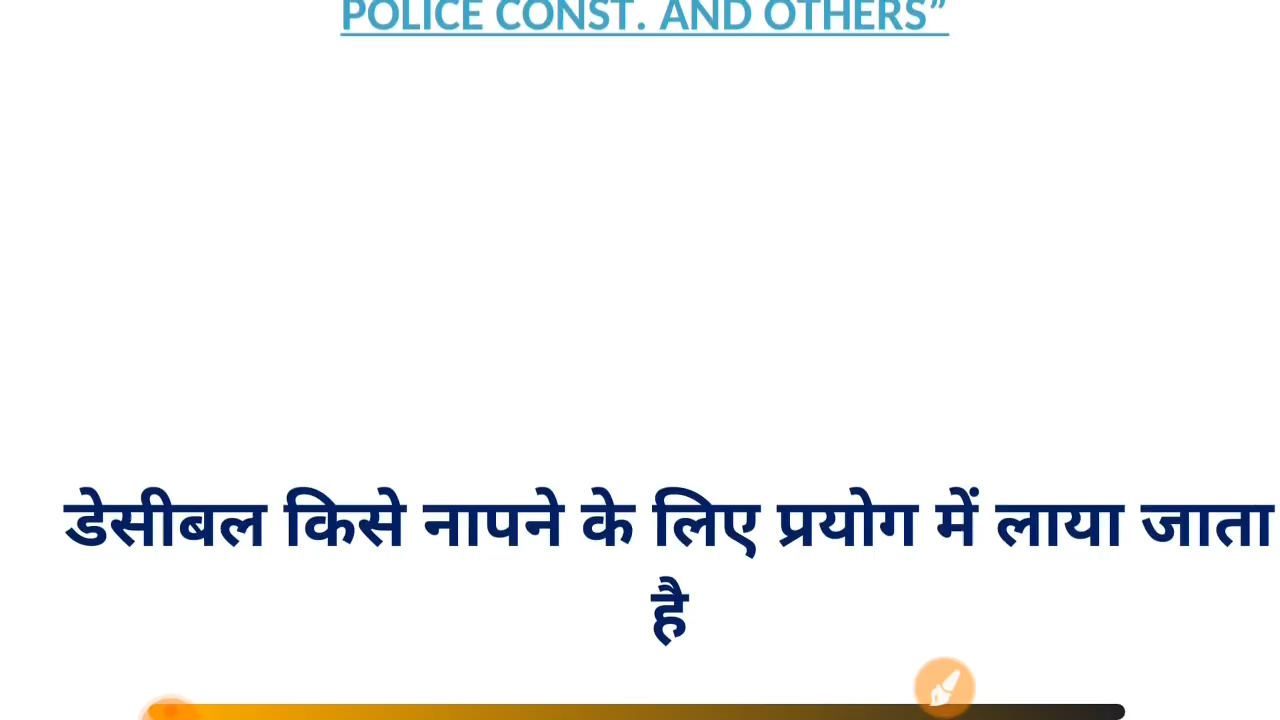 POLICE CONST. AND OTHERS”
डेसीबल किसे नापने के लिए प्रयोग में लाया जाता
है